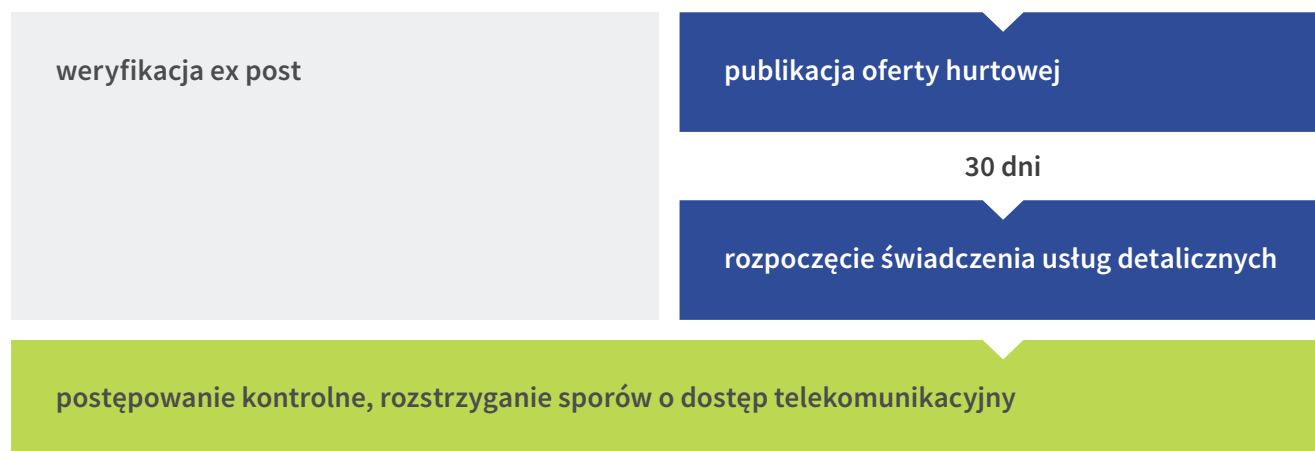 weryfikacja ex post
publikacja oferty hurtowej
30 dni
rozpoczęcie świadczenia usług detalicznych
postępowanie kontrolne, rozstrzyganie sporów o dostęp telekomunikacyjny